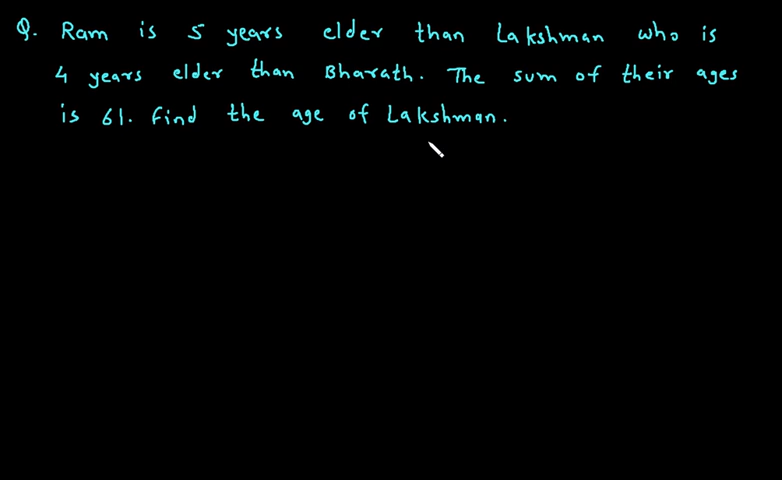 Q. Ram is 5 years elder than Lakshman who is
4 years elder than Bharath. The sum of their ages
is 61. Find the age of Lakshman.